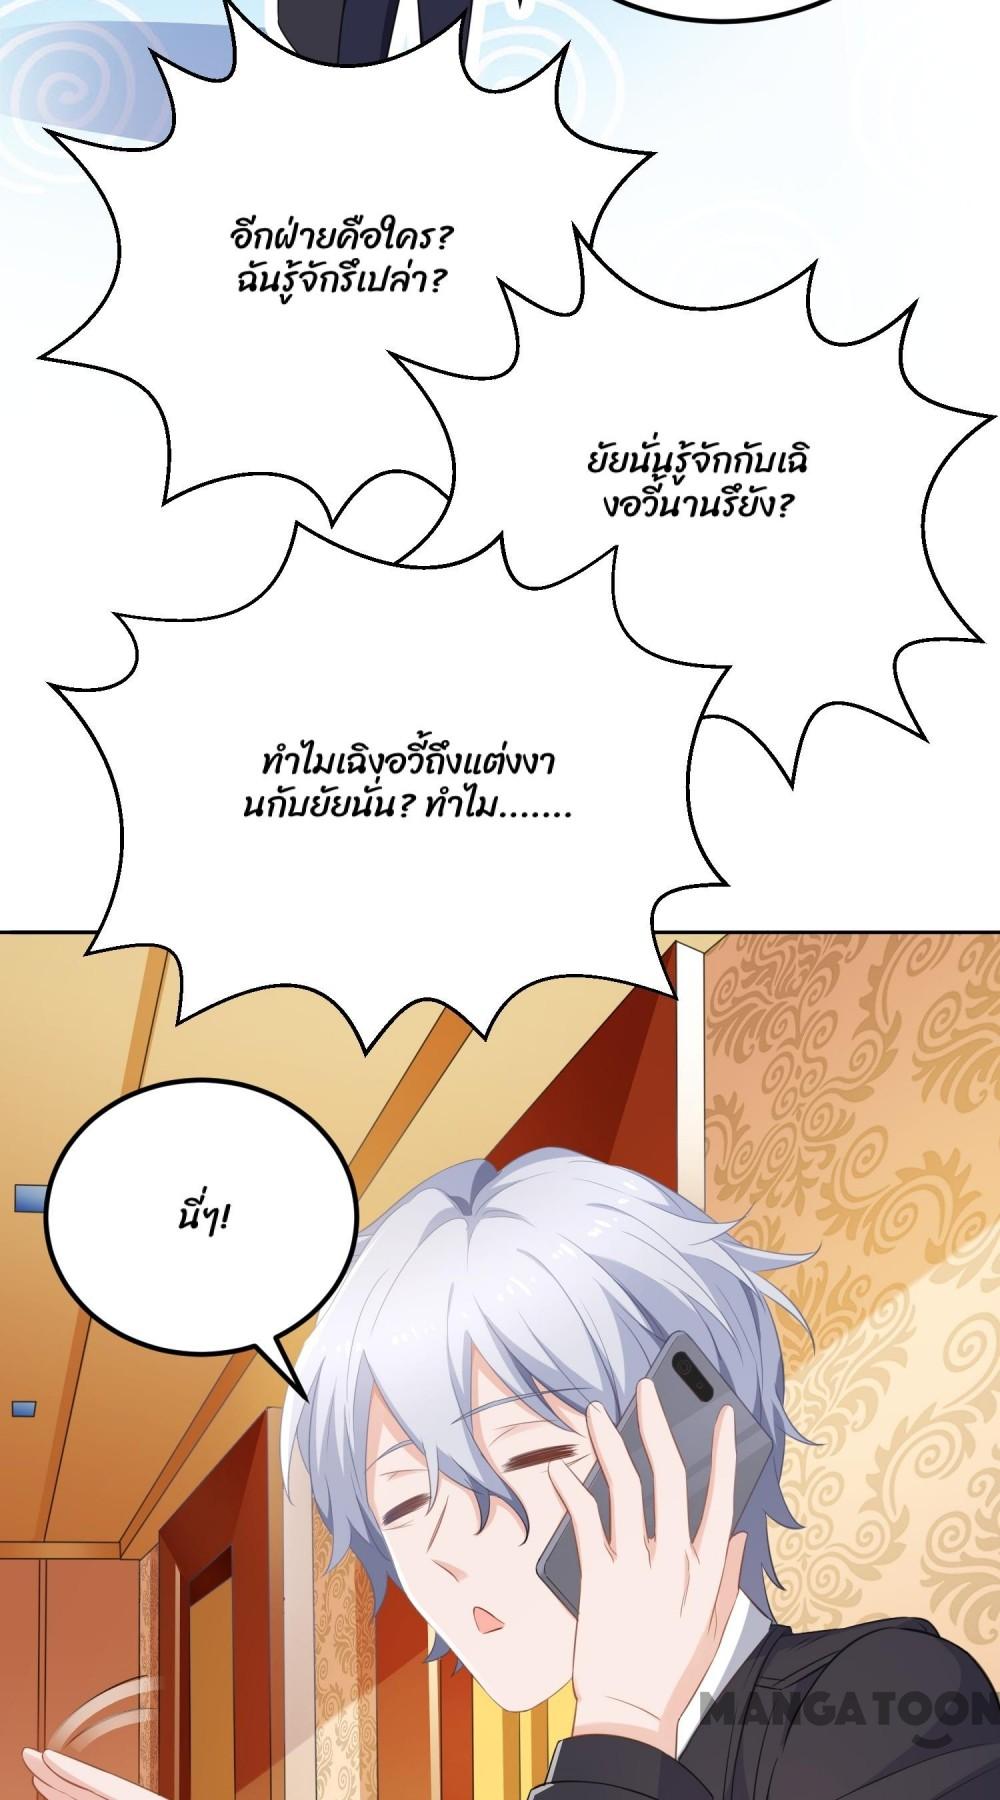 อีกฝ่ายคือใคร?
ฉันรู้จักรึเปล่า?
ยัยนั่นรู้จักกับเฉิ
งอวี้นานรึยัง?
ทำไมเฉิงอวี้ถึงแต่งงา
นกับยัยนั่น? ทำไม.......
นี่ๆ!
MANGATOON